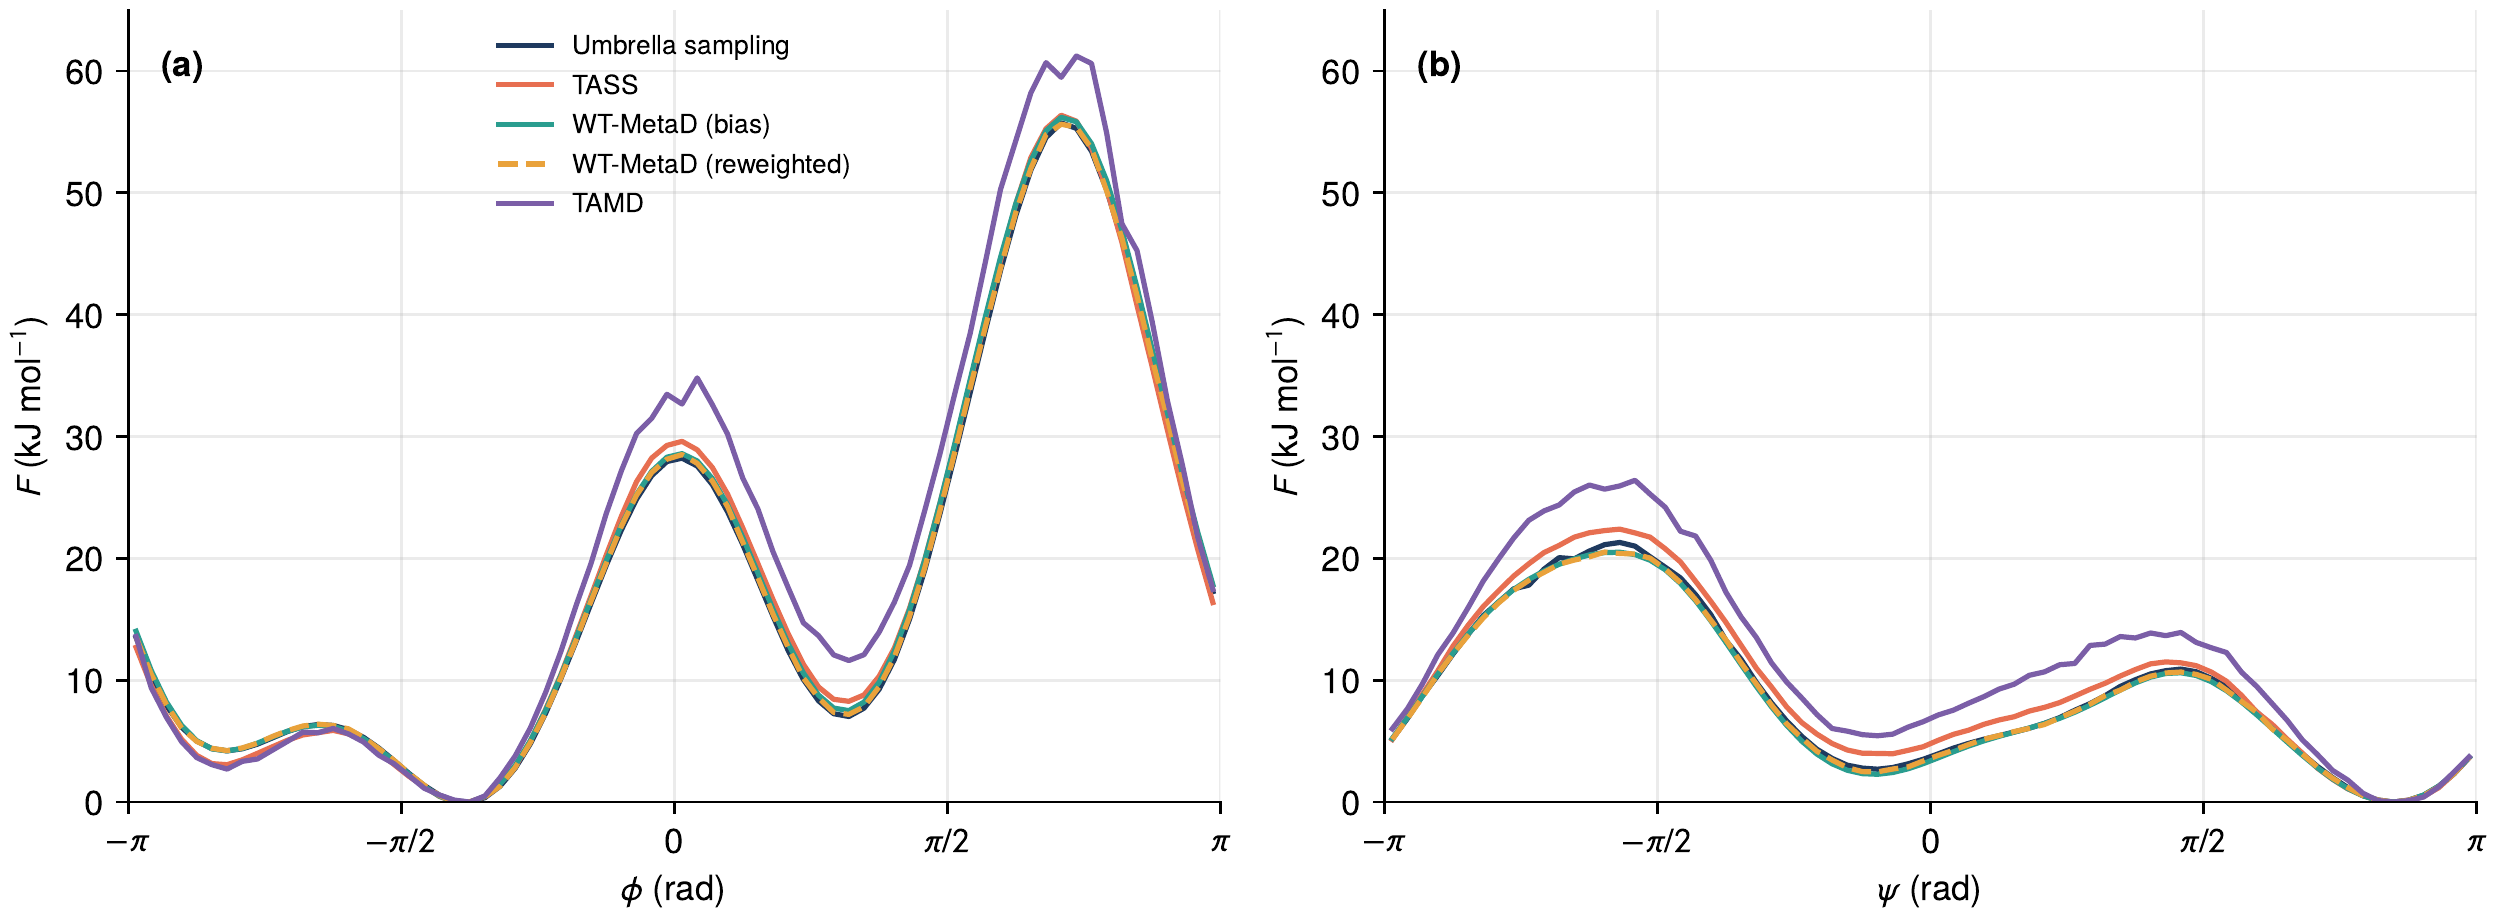 (a)
Umbrella sampling
TASS
WT-MetaD (bias)
WT-MetaD (reweighted)
TAMD
60
50
40
30
20
10
0
F (kJ mol⁻¹)
−π −π/2 0 π/2 π
ϕ (rad)
(b)
60
50
40
30
20
10
0
F (kJ mol⁻¹)
−π −π/2 0 π/2 π
ψ (rad)